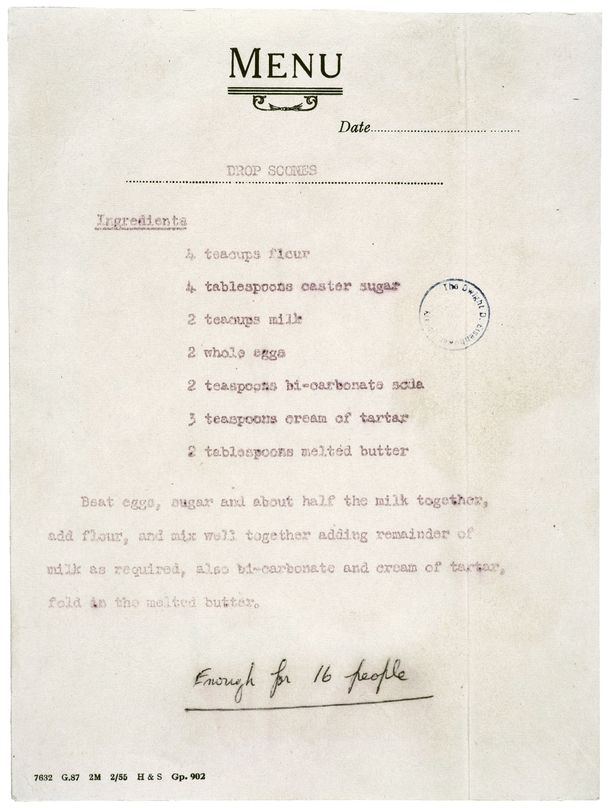 MENU
Date
DROP SCONES
Ingredients
4 teacups flour
4 tablespoons caster sugar
2 teacups milk
2 whole eggs
2 teaspoons bi-carbonate soda
3 teaspoons cream of tartar
2 tablespoons melted butter
The Dwight D. Eisenhower
Beat eggs, sugar and about half the milk together,
add flour, and mix well together adding remainder of
milk as required, also bi-carbonate and cream of tartar,
fold in the melted butter.
Enough for 16 people
7632 G.87 2M 2/55 H & S Gp. 902